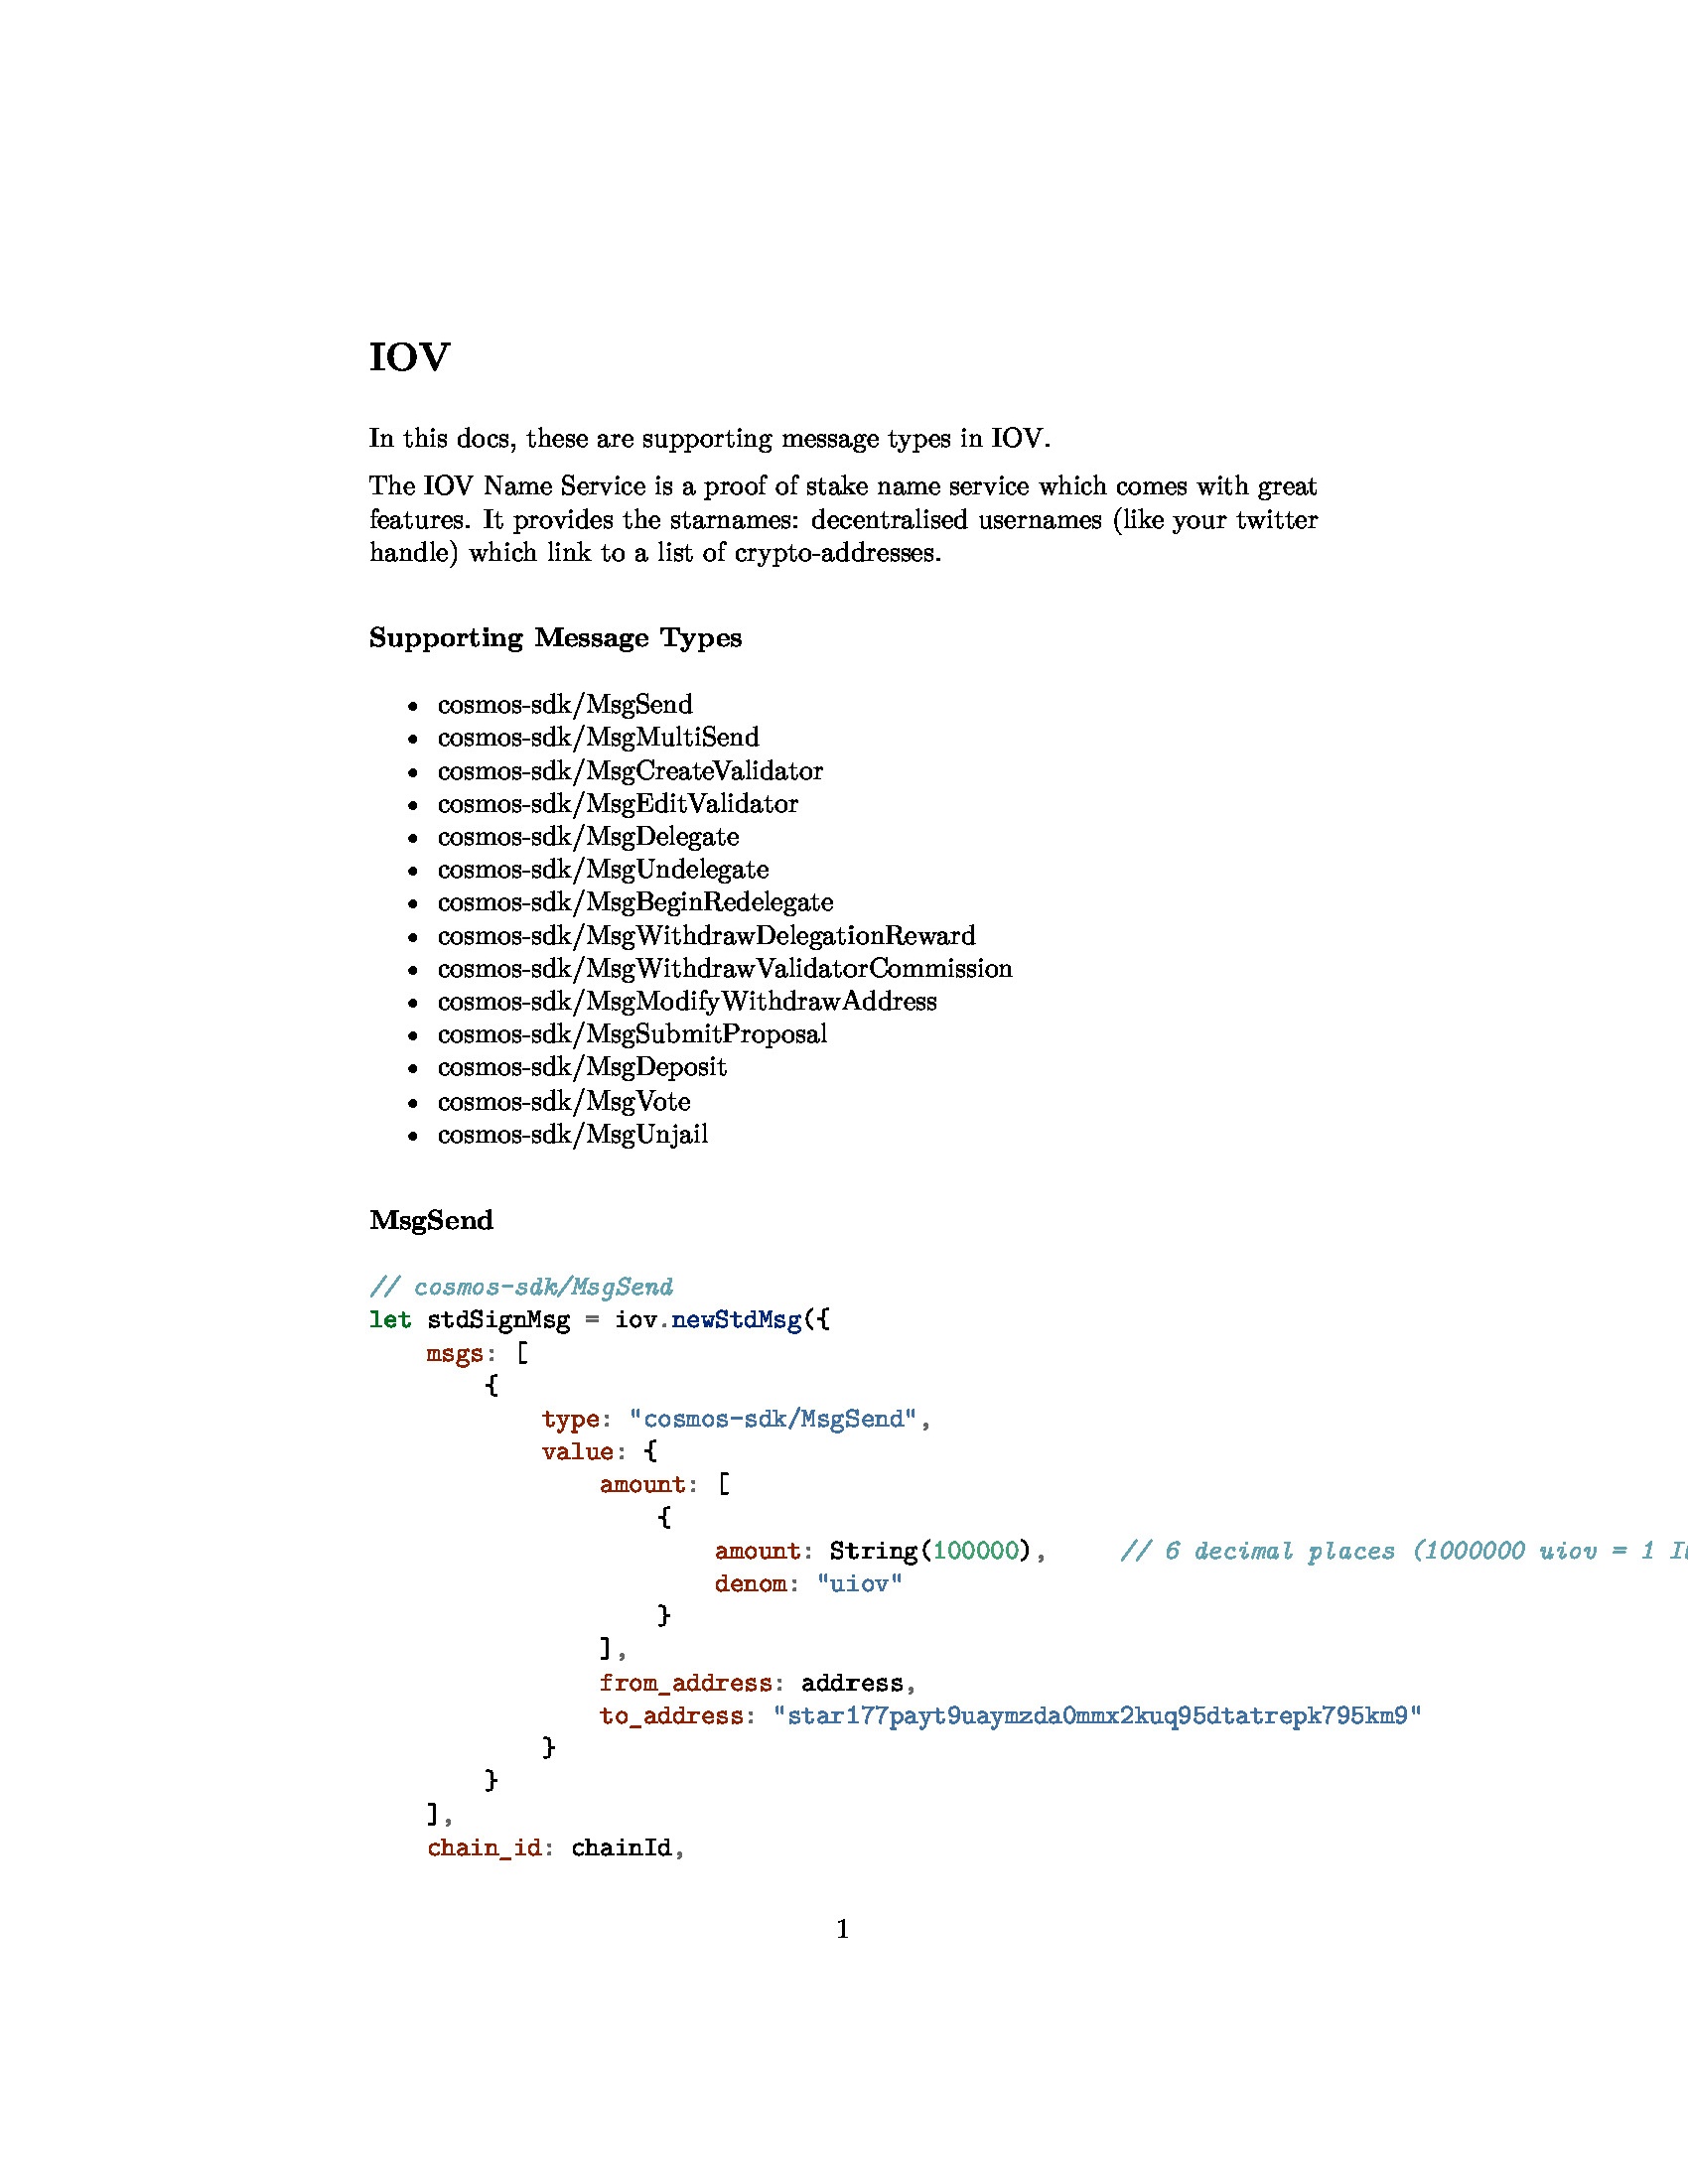 IOV
In this docs, these are supporting message types in IOV.
The IOV Name Service is a proof of stake name service which comes with great
features. It provides the starnames: decentralised usernames (like your twitter
handle) which link to a list of crypto-addresses.
Supporting Message Types
• cosmos-sdk/MsgSend
• cosmos-sdk/MsgMultiSend
• cosmos-sdk/MsgCreateValidator
• cosmos-sdk/MsgEditValidator
• cosmos-sdk/MsgDelegate
• cosmos-sdk/MsgUndelegate
• cosmos-sdk/MsgBeginRedelegate
• cosmos-sdk/MsgWithdrawDelegationReward
• cosmos-sdk/MsgWithdrawValidatorCommission
• cosmos-sdk/MsgModifyWithdrawAddress
• cosmos-sdk/MsgSubmitProposal
• cosmos-sdk/MsgDeposit
• cosmos-sdk/MsgVote
• cosmos-sdk/MsgUnjail
MsgSend
// cosmos-sdk/MsgSend
let stdSignMsg = iov.newStdMsg({
    msgs: [
        {
            type: "cosmos-sdk/MsgSend",
            value: {
                amount: [
                    {
                        amount: String(100000),     // 6 decimal places (1000000 uiov = 1
                        denom: "uiov"
                    }
                ],
                from_address: address,
                to_address: "star177payt9uaymzda0mmx2kuq95dtatrepk795km9"
            }
        }
    ],
    chain_id: chainId,
1